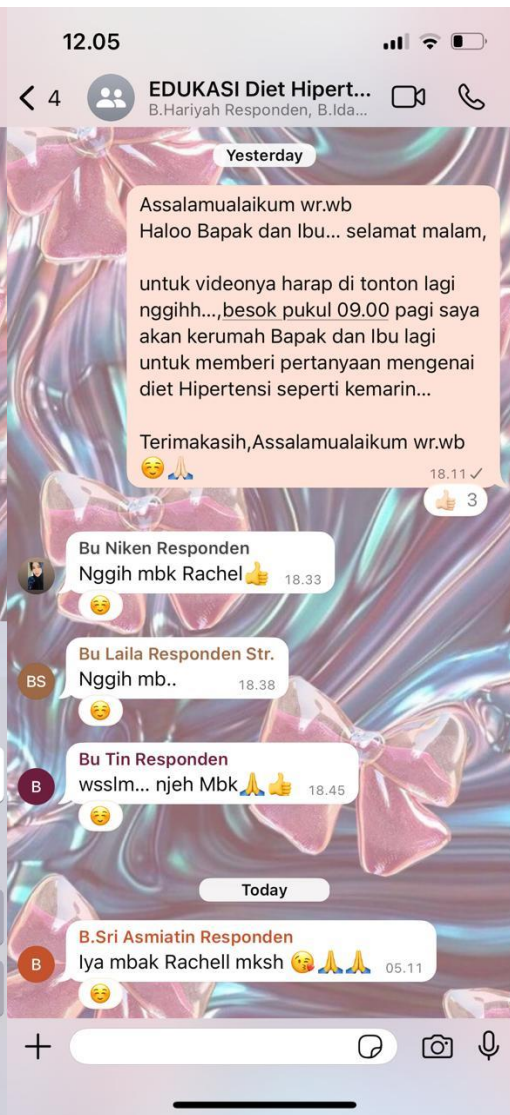 12.05
4
EDUKASI Diet Hipert...
B.Hariyah Responden, B.Ida...
Yesterday
Assalamualaikum wr.wb
Haloo Bapak dan Ibu... selamat malam,
untuk videonya harap di tonton lagi
nggihh...,besok pukul 09.00 pagi saya
akan kerumah Bapak dan Ibu lagi
untuk memberi pertanyaan mengenai
diet Hipertensi seperti kemarin...
Terimakasih,Assalamualaikum wr.wb
☺️🙏🏻
18.11 ✓
👍🏻 3
Bu Niken Responden
Nggih mbk Rachel👍 18.33
☺️
BS
Bu Laila Responden Str.
Nggih mb.. 18.38
☺️
B
Bu Tin Responden
wsslm... njeh Mbk🙏👍 18.45
☺️
Today
B
B.Sri Asmiatin Responden
Iya mbak Rachell mksh 😘🙏🙏 05.11
☺️